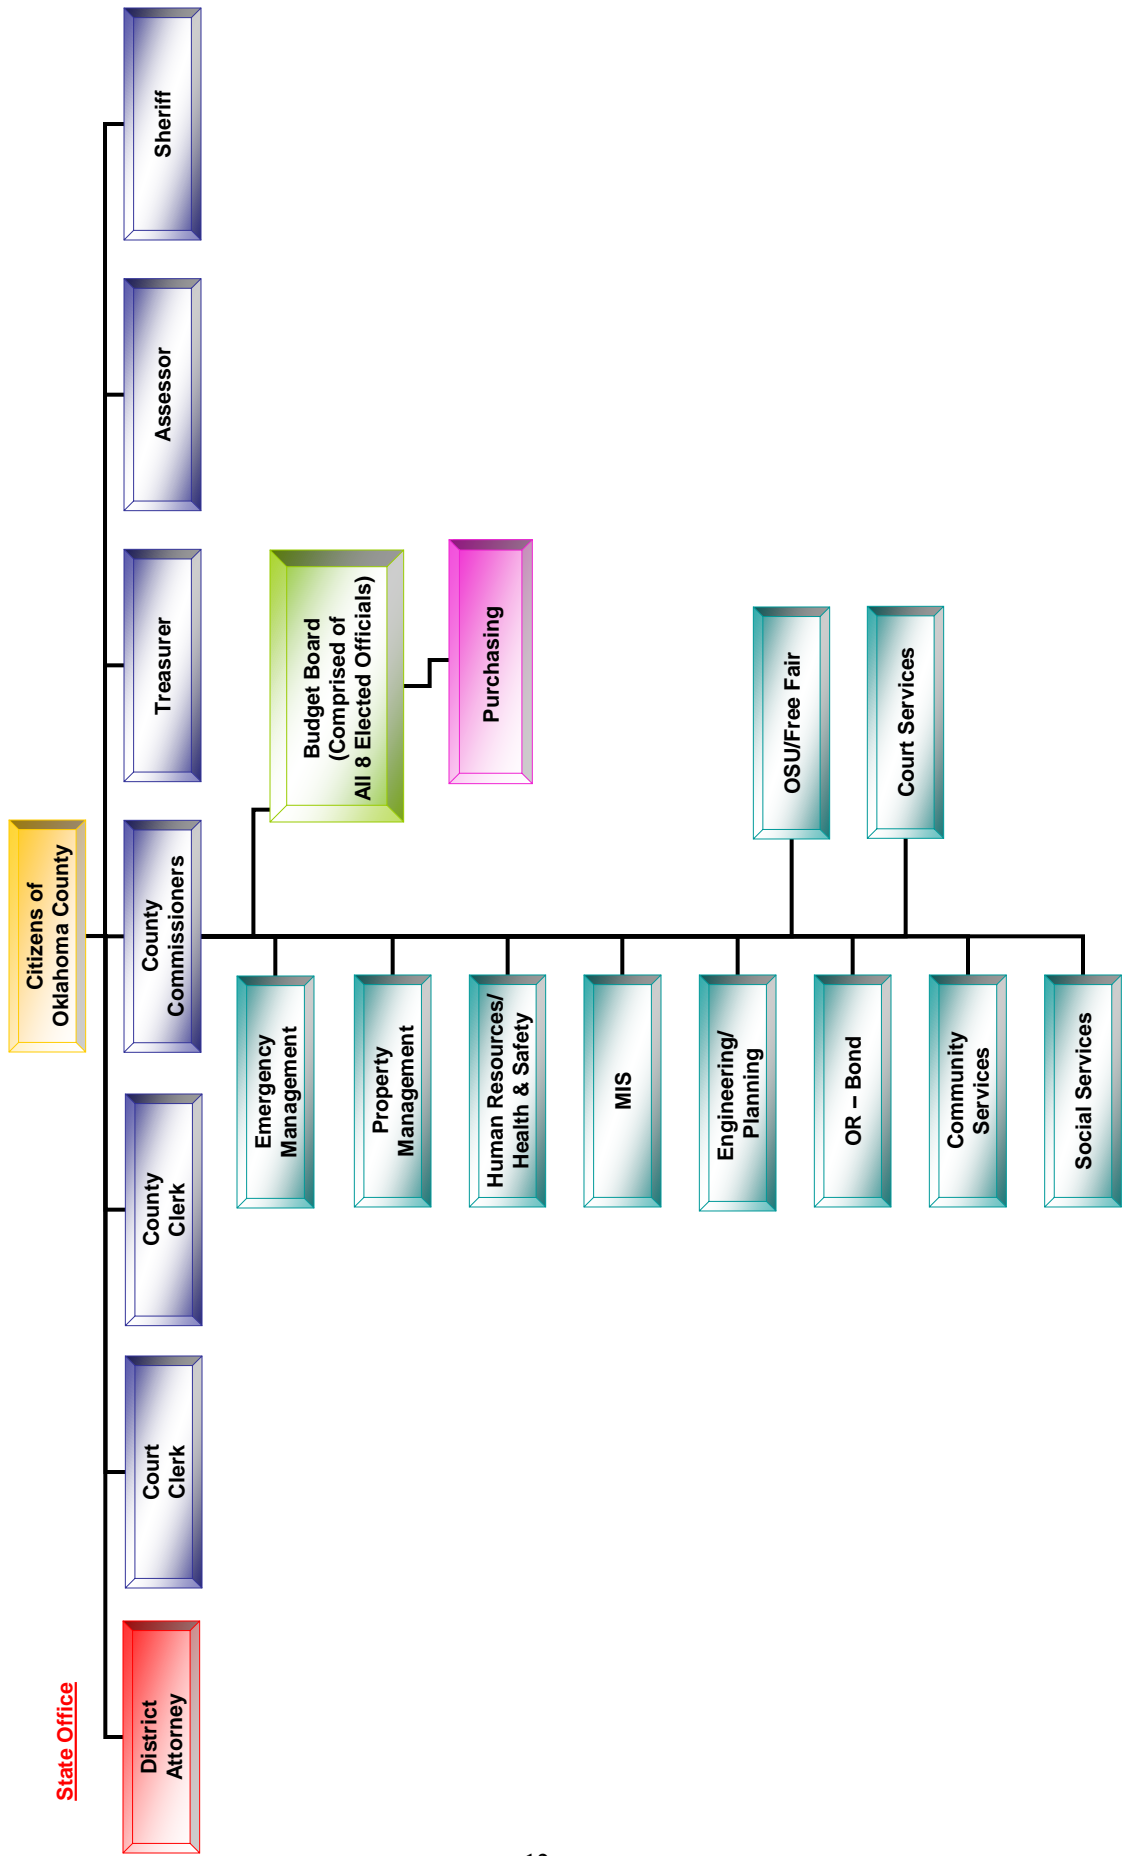 Citizens of
Oklahoma County
State Office
District
Attorney
Court
Clerk
County
Clerk
County
Commissioners
Treasurer
Assessor
Sheriff
Budget Board
(Comprised of
All 8 Elected Officials)
Purchasing
Emergency
Management
Property
Management
Human Resources/
Health & Safety
MIS
Engineering/
Planning
OSU/Free Fair
OR – Bond
Court Services
Community
Services
Social Services